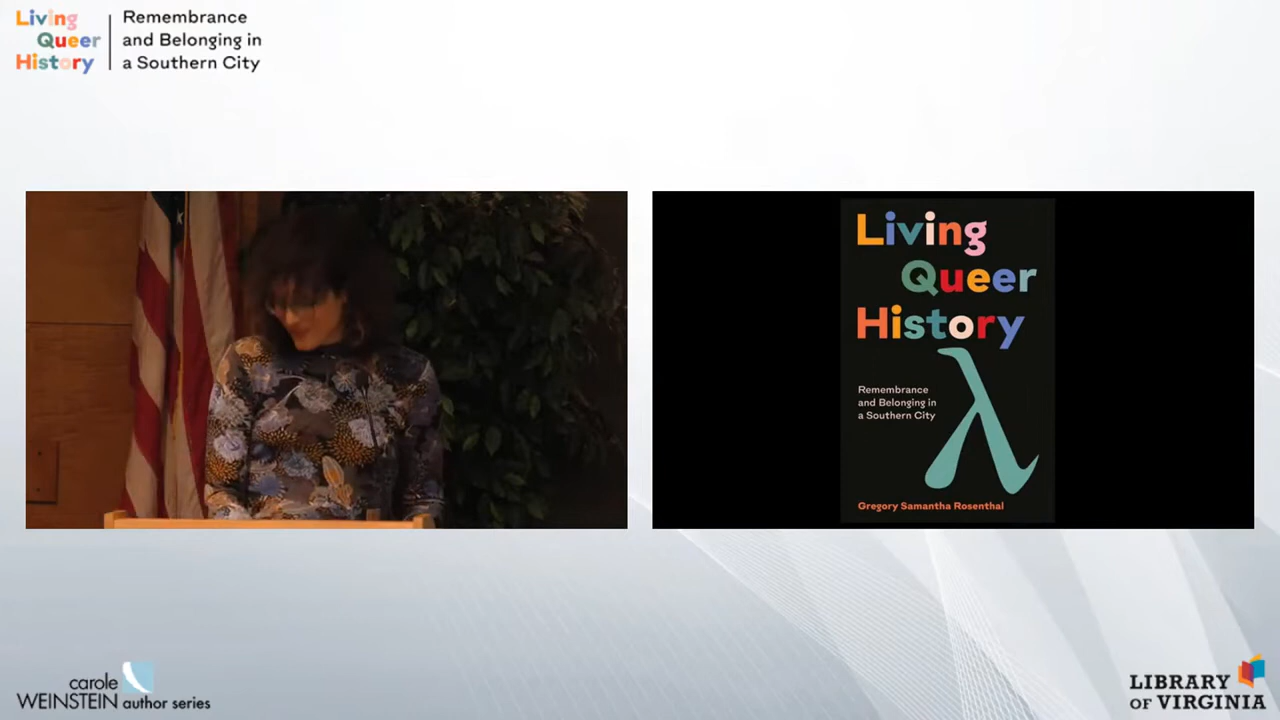 Living
Queer
History
Remembrance
and Belonging in
a Southern City
Living
Queer
History
λ
Remembrance
and Belonging in
a Southern City
Gregory Samantha Rosenthal
carole
WEINSTEIN author series
LIBRARY
OF VIRGINIA